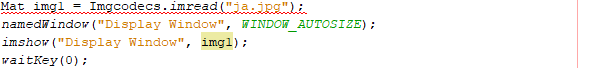 Mat img1 = Imgcodecs.imread("ja.jpg");
namedWindow("Display Window", WINDOW_AUTOSIZE);
imshow("Display Window", img1);
waitKey(0);